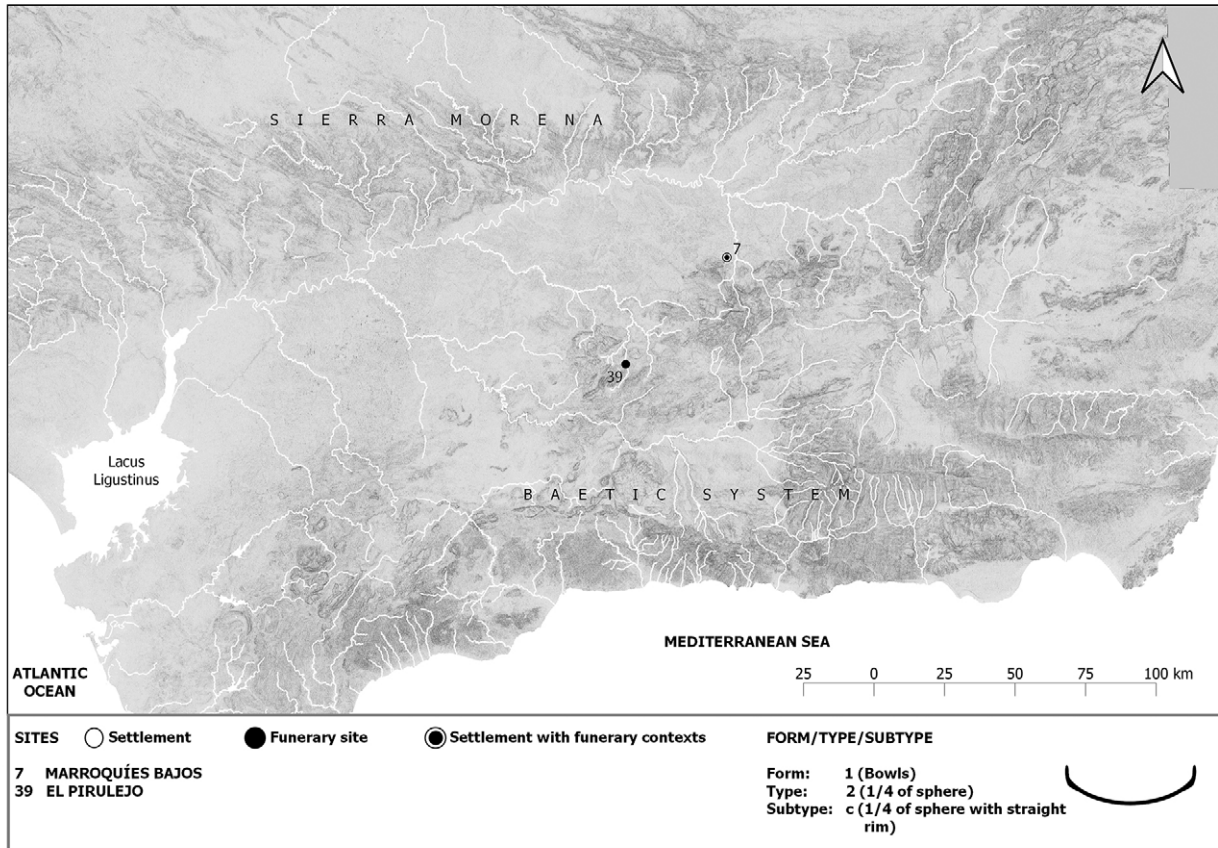 SIERRA MORENA
7
39
Lacus
Ligustinus
BAETIC SYSTEM
MEDITERRANEAN SEA
ATLANTIC
OCEAN
25 0 25 50 75 100 km
SITES Settlement Funerary site Settlement with funerary contexts
7 MARROQUÍES BAJOS
39 EL PIRULEJO
FORM/TYPE/SUBTYPE
Form: 1 (Bowls)
Type: 2 (1/4 of sphere)
Subtype: c (1/4 of sphere with straight
rim)